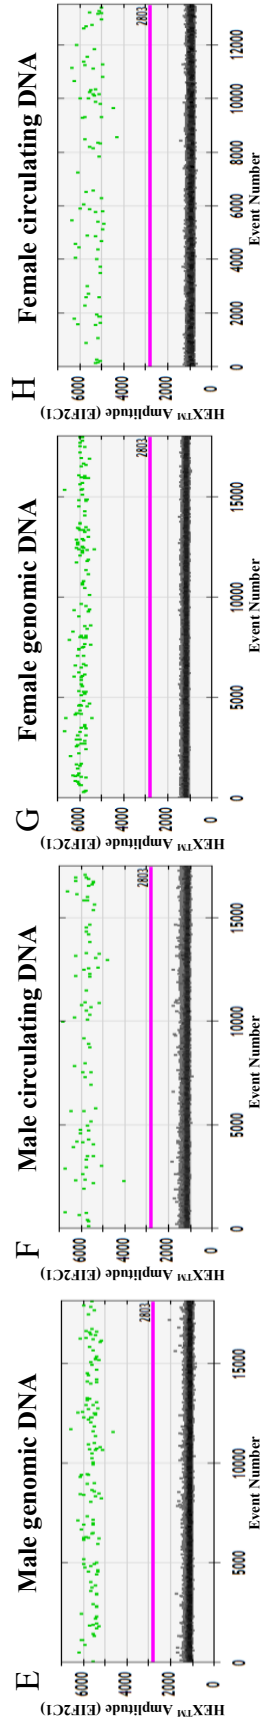 E Male genomic DNA
HEX™ Amplitude (EIF2C1)
6000
4000
2000
0
2803
0 5000 10000 15000
Event Number
F Male circulating DNA
HEX™ Amplitude (EIF2C1)
6000
4000
2000
0
2803
0 5000 10000 15000
Event Number
G Female genomic DNA
HEX™ Amplitude (EIF2C1)
6000
4000
2000
0
2803
0 5000 10000 15000
Event Number
H Female circulating DNA
HEX™ Amplitude (EIF2C1)
6000
4000
2000
0
2803
0 2000 4000 6000 8000 10000 12000
Event Number